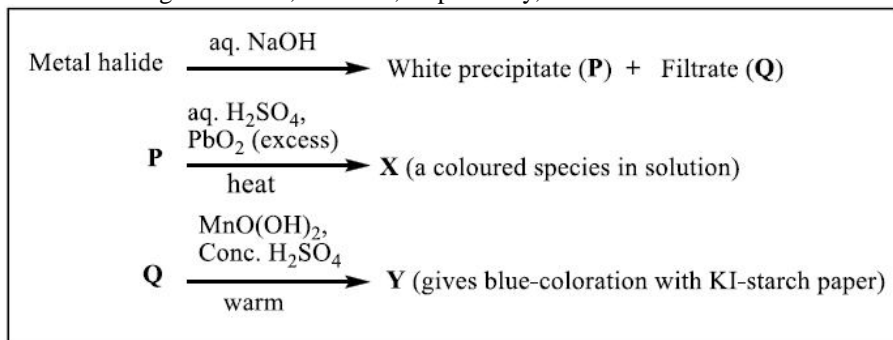 Metal halide aq. NaOH White precipitate (P) + Filtrate (Q)
aq. H₂SO₄,
PbO₂ (excess)
P X (a coloured species in solution)
heat
MnO(OH)₂,
Conc. H₂SO₄
Q Y (gives blue-coloration with KI-starch paper)
warm